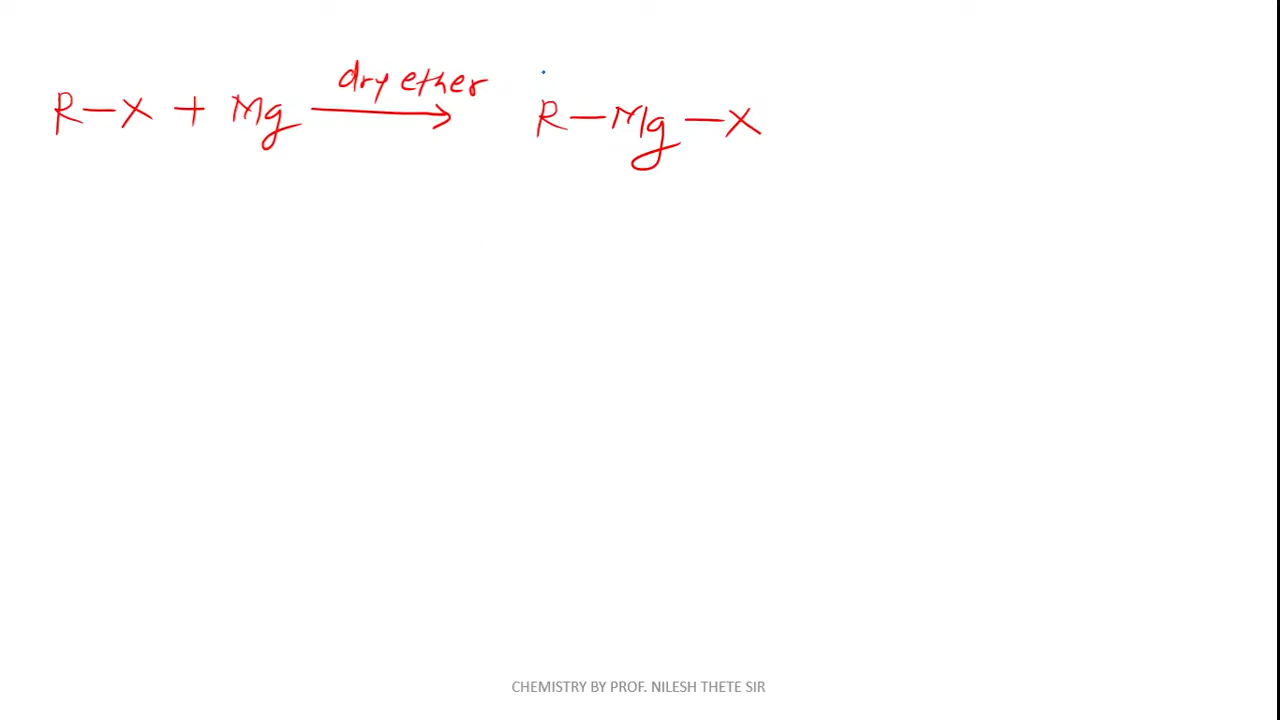 dry ether
R—X + Mg ⟶ R—Mg—X
CHEMISTRY BY PROF. NILESH THETE SIR